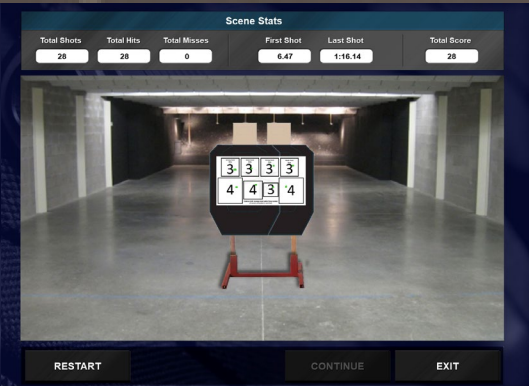 Scene Stats
Total Shots Total Hits Total Misses First Shot Last Shot Total Score
28 28 0 6.47 1:16.14 28
3 3 3 3
4 4 3 4
RESTART CONTINUE EXIT